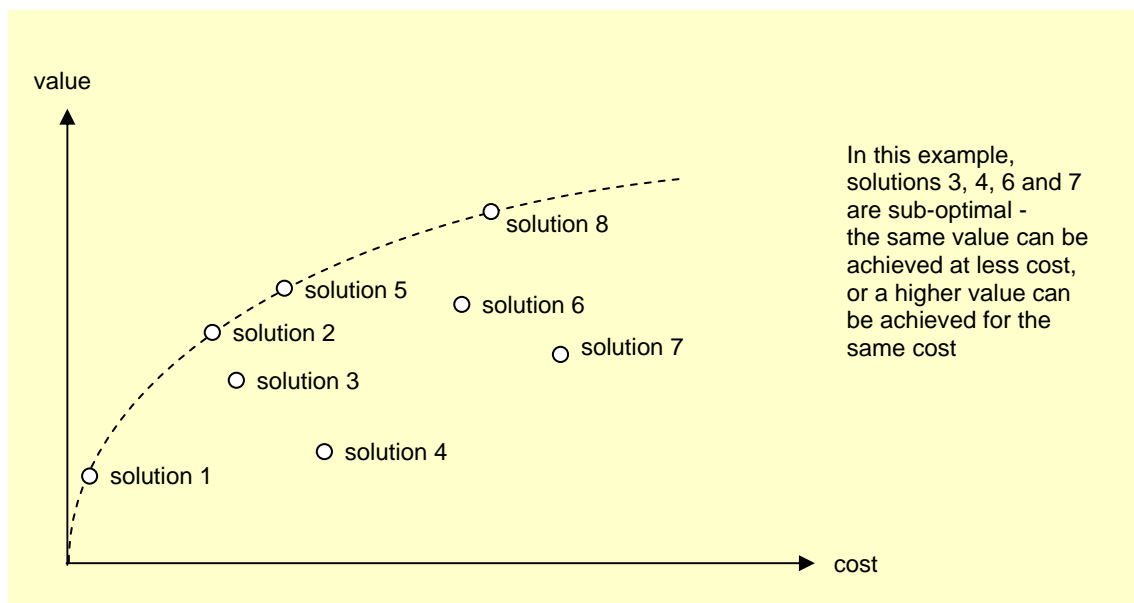 value
In this example,
solutions 3, 4, 6 and 7
are sub-optimal -
the same value can be
achieved at less cost,
or a higher value can
be achieved for the
same cost
solution 8
solution 5
solution 6
solution 2
solution 7
solution 3
solution 4
solution 1
cost